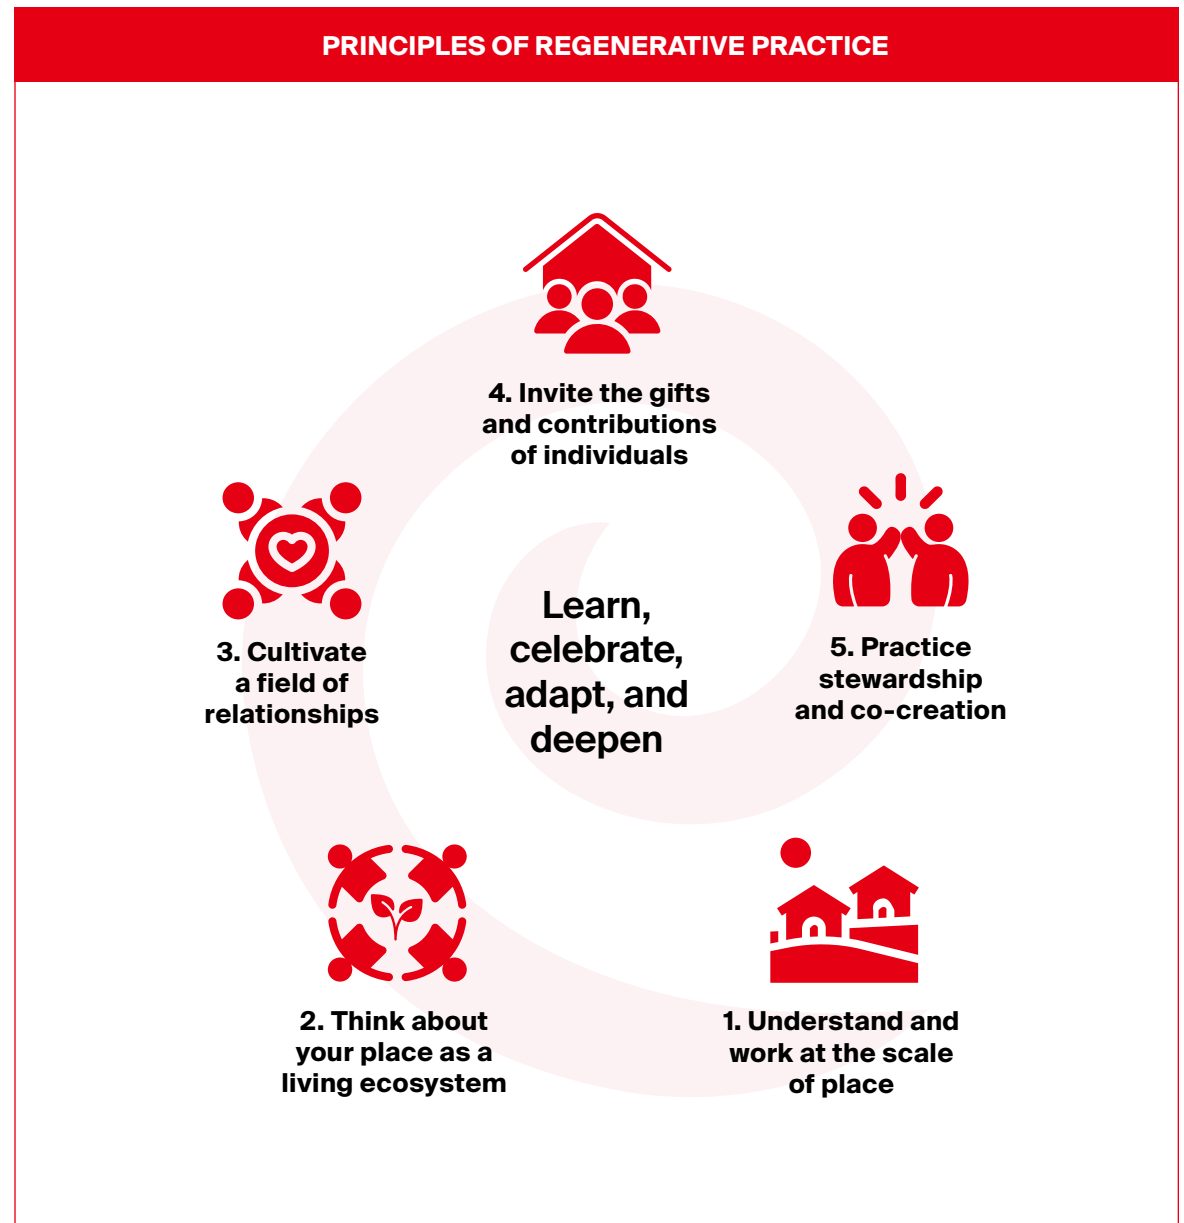 PRINCIPLES OF REGENERATIVE PRACTICE
4. Invite the gifts
and contributions
of individuals
3. Cultivate
a field of
relationships
Learn,
celebrate,
adapt, and
deepen
5. Practice
stewardship
and co-creation
2. Think about
your place as a
living ecosystem
1. Understand and
work at the scale
of place